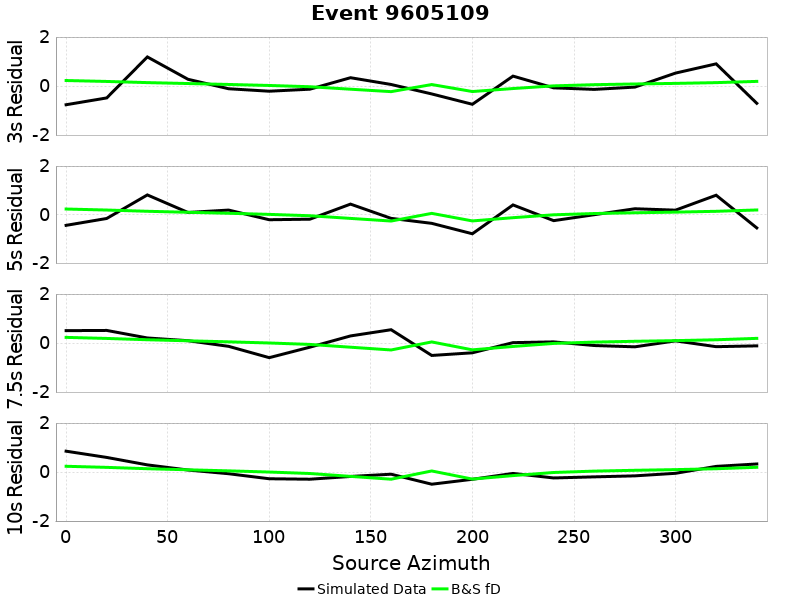 Event 9605109
3s Residual
2
0
-2
5s Residual
2
0
-2
7.5s Residual
2
0
-2
10s Residual
2
0
-2
0 50 100 150 200 250 300
Source Azimuth
Simulated Data B&S fD